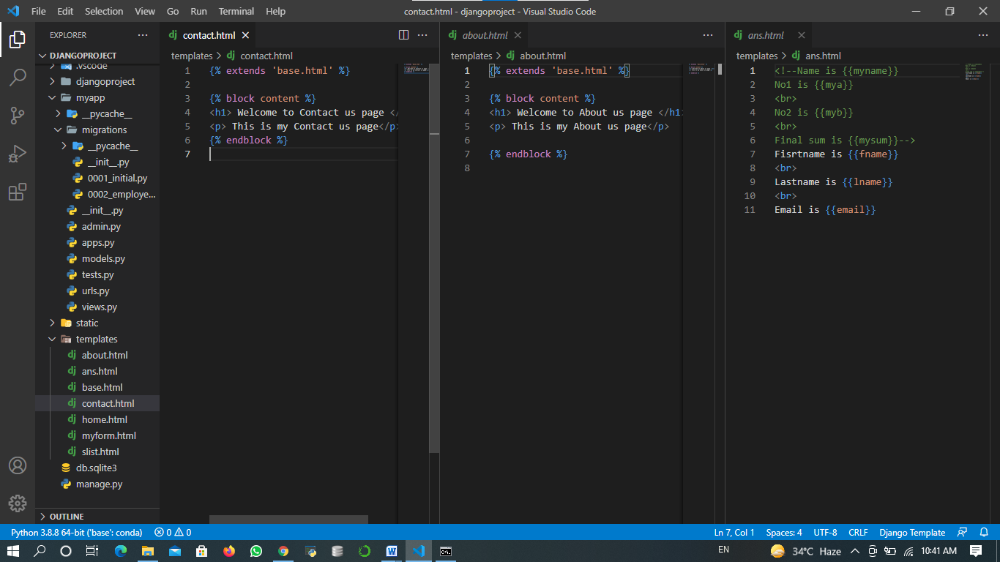 File Edit Selection View Go Run Terminal Help contact.html - djangoproject - Visual Studio Code
EXPLORER
DJANGOPROJECT
.vscode
djangoproject
myapp
__pycache__
migrations
__pycache__
__init__.py
0001_initial.py
0002_employe...
__init__.py
admin.py
apps.py
models.py
tests.py
urls.py
views.py
static
templates
about.html
ans.html
base.html
contact.html
home.html
myform.html
slist.html
db.sqlite3
manage.py
OUTLINE
contact.html
templates > contact.html
1 {% extends 'base.html' %}
2
3 {% block content %}
4 <h1> Welcome to Contact us page </
5 <p> This is my Contact us page</p>
6 {% endblock %}
7
about.html
templates > about.html
1 {% extends 'base.html' %}
2
3 {% block content %}
4 <h1> Welcome to About us page </h1>
5 <p> This is my About us page</p>
6
7 {% endblock %}
8
ans.html
templates > ans.html
1 <!--Name is {{myname}}
2 No1 is {{mya}}
3 <br>
4 No2 is {{myb}}
5 <br>
6 Final sum is {{mysum}}-->
7 Fisrtname is {{fname}}
8 <br>
9 Lastname is {{lname}}
10 <br>
11 Email is {{email}}
Python 3.8.8 64-bit ('base': conda) 0 0 Ln 7, Col 1 Spaces: 4 UTF-8 CRLF Django Template
EN 34°C Haze 10:41 AM